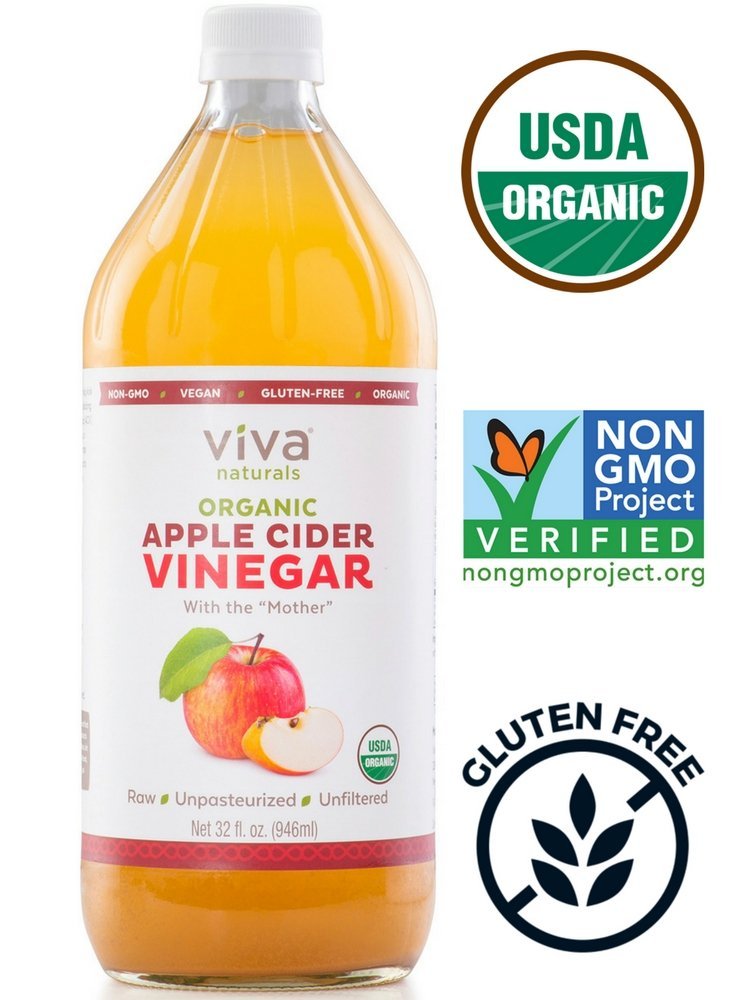 NON-GMO VEGAN GLUTEN-FREE ORGANIC
viva
naturals
ORGANIC
APPLE CIDER
VINEGAR
With the “Mother”
USDA
ORGANIC
Raw Unpasteurized Unfiltered
Net 32 fl. oz. (946ml)
USDA
ORGANIC
NON
GMO
Project
VERIFIED
nongmoproject.org
GLUTEN FREE